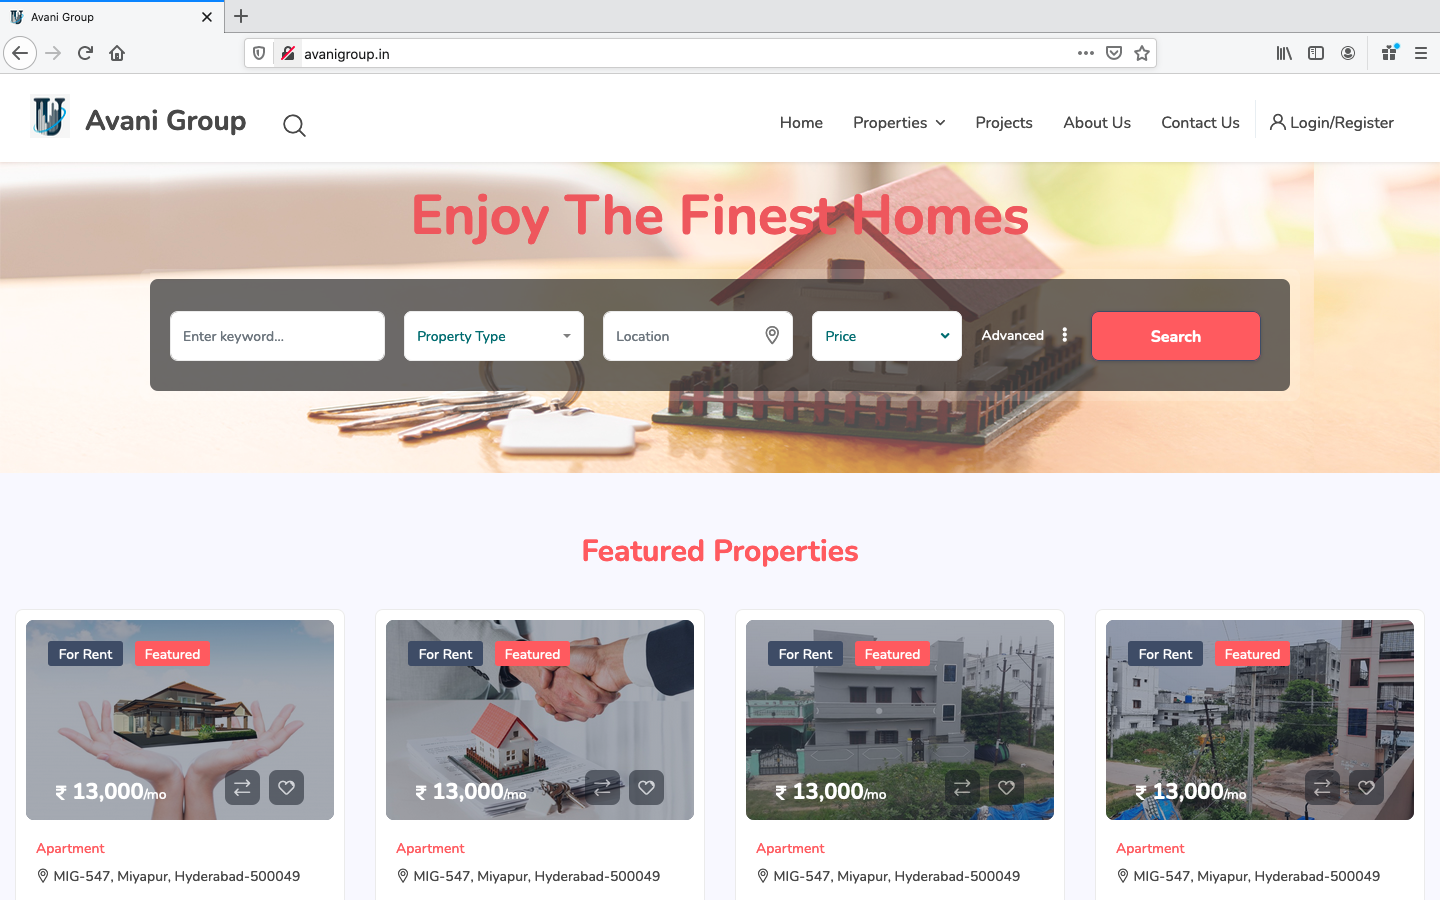 Avani Group
avanigroup.in
Avani Group
Home
Properties
Projects
About Us
Contact Us
Login/Register
Enjoy The Finest Homes
Enter keyword...
Property Type
Location
Price
Advanced
Search
Featured Properties
For Rent Featured
₹ 13,000/mo
Apartment
MIG-547, Miyapur, Hyderabad-500049
For Rent Featured
₹ 13,000/mo
Apartment
MIG-547, Miyapur, Hyderabad-500049
For Rent Featured
₹ 13,000/mo
Apartment
MIG-547, Miyapur, Hyderabad-500049
For Rent Featured
₹ 13,000/mo
Apartment
MIG-547, Miyapur, Hyderabad-500049